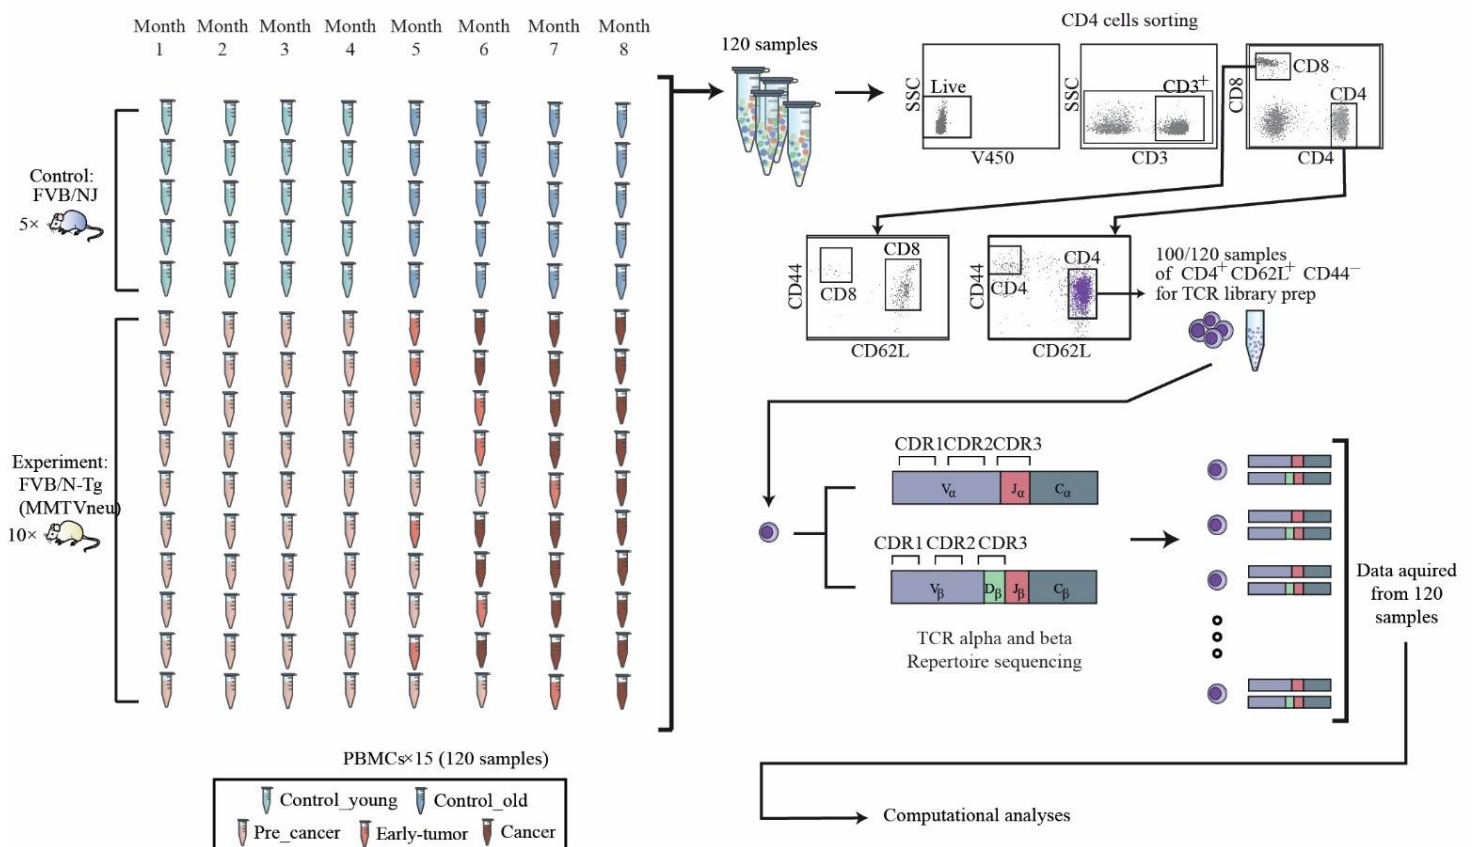 Month Month Month Month Month Month Month Month
1 2 3 4 5 6 7 8
Control:
FVB/NJ
5×
Experiment:
FVB/N-Tg
(MMTVneu)
10×
PBMCs×15 (120 samples)
Control_young Control_old
Pre_cancer Early-tumor Cancer
120 samples
CD4 cells sorting
SSC
Live
V450
SSC
CD3+
CD3
CD8
CD8
CD4
CD4
CD44
CD8
CD8
CD62L
CD44
CD4
CD4
CD62L
100/120 samples
of CD4+ CD62L+ CD44−
for TCR library prep
CDR1 CDR2 CDR3
Vα Jα Cα
CDR1 CDR2 CDR3
Vβ Dβ Jβ Cβ
TCR alpha and beta
Repertoire sequencing
Data aquired
from 120
samples
Computational analyses